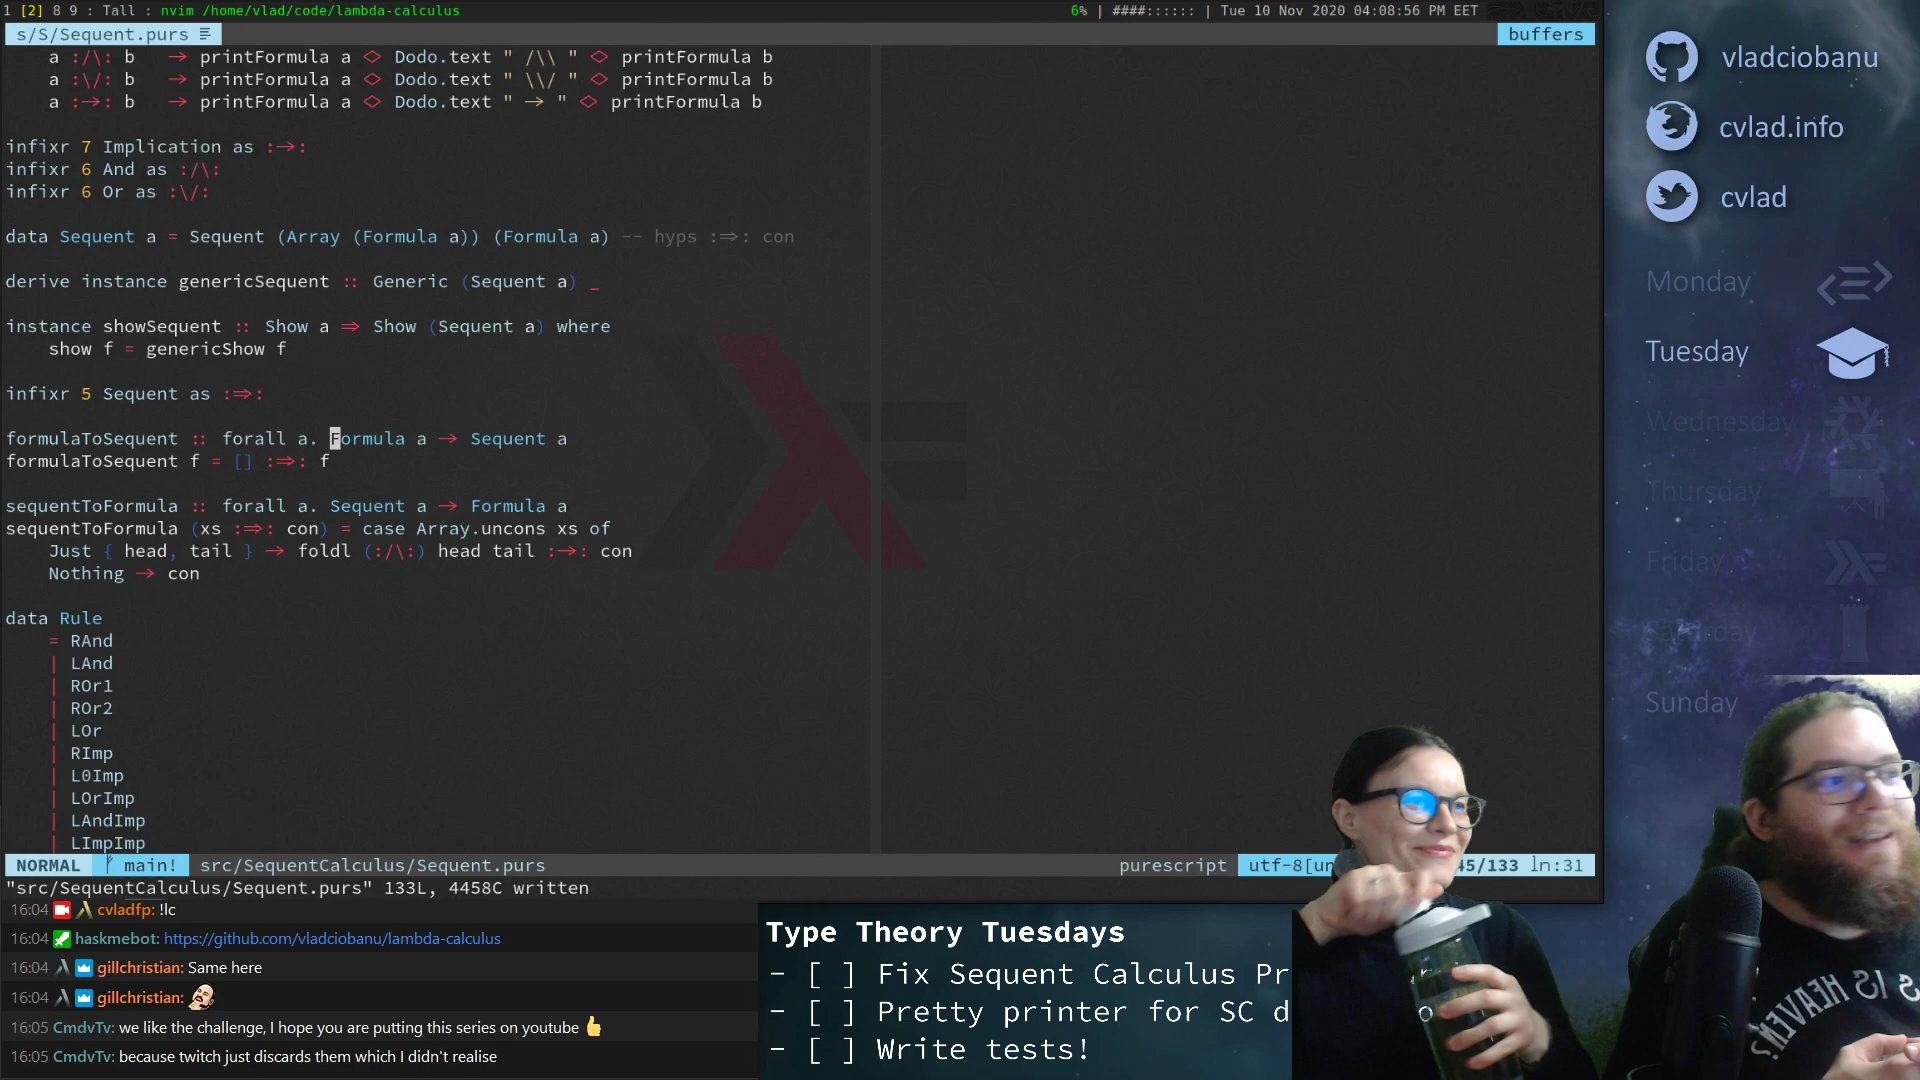 1 [2] 8 9 : Tall : nvim /home/vlad/code/lambda-calculus
6% | ####:::::: | Tue 10 Nov 2020 04:08:56 PM EET
s/S/Sequent.purs
buffers
a :/\: b → printFormula a <> Dodo.text " /\\ " <> printFormula b
a :\/: b → printFormula a <> Dodo.text " \\/ " <> printFormula b
a :→: b → printFormula a <> Dodo.text " → " <> printFormula b
infixr 7 Implication as :→:
infixr 6 And as :/\:
infixr 6 Or as :\/:
data Sequent a = Sequent (Array (Formula a)) (Formula a) -- hyps :⇒: con
derive instance genericSequent :: Generic (Sequent a) _
instance showSequent :: Show a ⇒ Show (Sequent a) where
show f = genericShow f
infixr 5 Sequent as :⇒:
formulaToSequent :: forall a. Formula a → Sequent a
formulaToSequent f = [] :⇒: f
sequentToFormula :: forall a. Sequent a → Formula a
sequentToFormula (xs :⇒: con) = case Array.uncons xs of
Just { head, tail } → foldl (:/\:) head tail :→: con
Nothing → con
data Rule
= RAnd
| LAnd
| ROr1
| ROr2
| LOr
| RImp
| L0Imp
| LOrImp
| LAndImp
| LImpImp
NORMAL main! src/SequentCalculus/Sequent.purs
purescript utf-8[un 45/133 ln:31
"src/SequentCalculus/Sequent.purs" 133L, 4458C written
16:04 cvladfp: !lc
16:04 haskmebot: https://github.com/vladciobanu/lambda-calculus
16:04 gillchristian: Same here
16:04 gillchristian:
16:05 CmdvTv: we like the challenge, I hope you are putting this series on youtube 👍
16:05 CmdvTv: because twitch just discards them which I didn't realise
Type Theory Tuesdays
- [ ] Fix Sequent Calculus Pr
- [ ] Pretty printer for SC d
- [ ] Write tests!
vladciobanu
cvlad.info
cvlad
Monday
Tuesday
Wednesday
Thursday
Friday
Saturday
Sunday